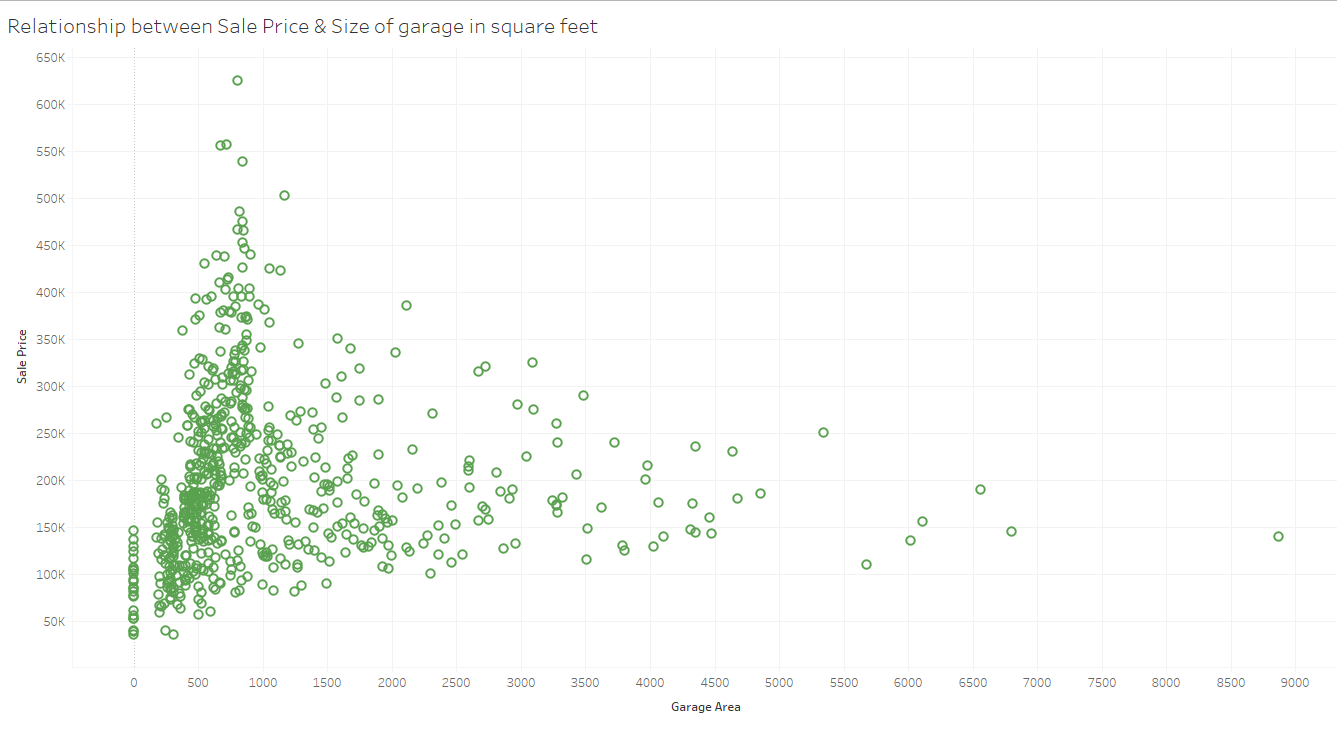 Relationship between Sale Price & Size of garage in square feet
650K
600K
550K
500K
450K
400K
350K
300K
250K
200K
150K
100K
50K
Sale Price
0 500 1000 1500 2000 2500 3000 3500 4000 4500 5000 5500 6000 6500 7000 7500 8000 8500 9000
Garage Area